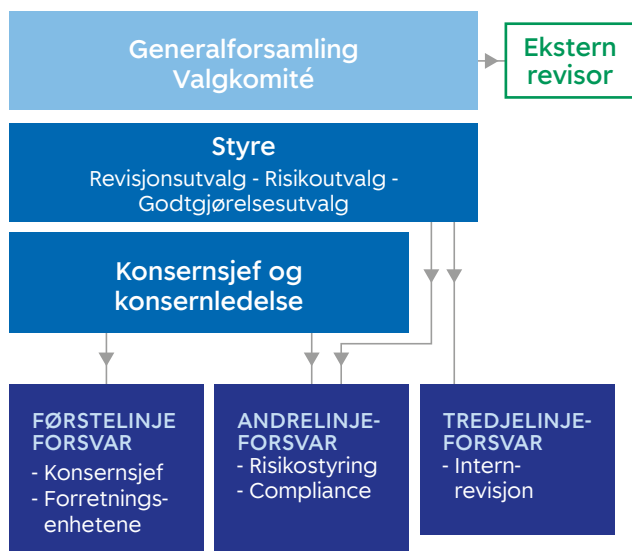 Generalforsamling
Valgkomité
Ekstern
revisor
Styre
Revisjonsutvalg - Risikoutvalg -
Godtgjørelsesutvalg
Konsernsjef og
konsernledelse
FØRSTELINJE
FORSVAR
- Konsernsjef
- Forretnings-
enhetene
ANDRELINJE-
FORSVAR
- Risikostyring
- Compliance
TREDJELINJE-
FORSVAR
- Intern-
revisjon